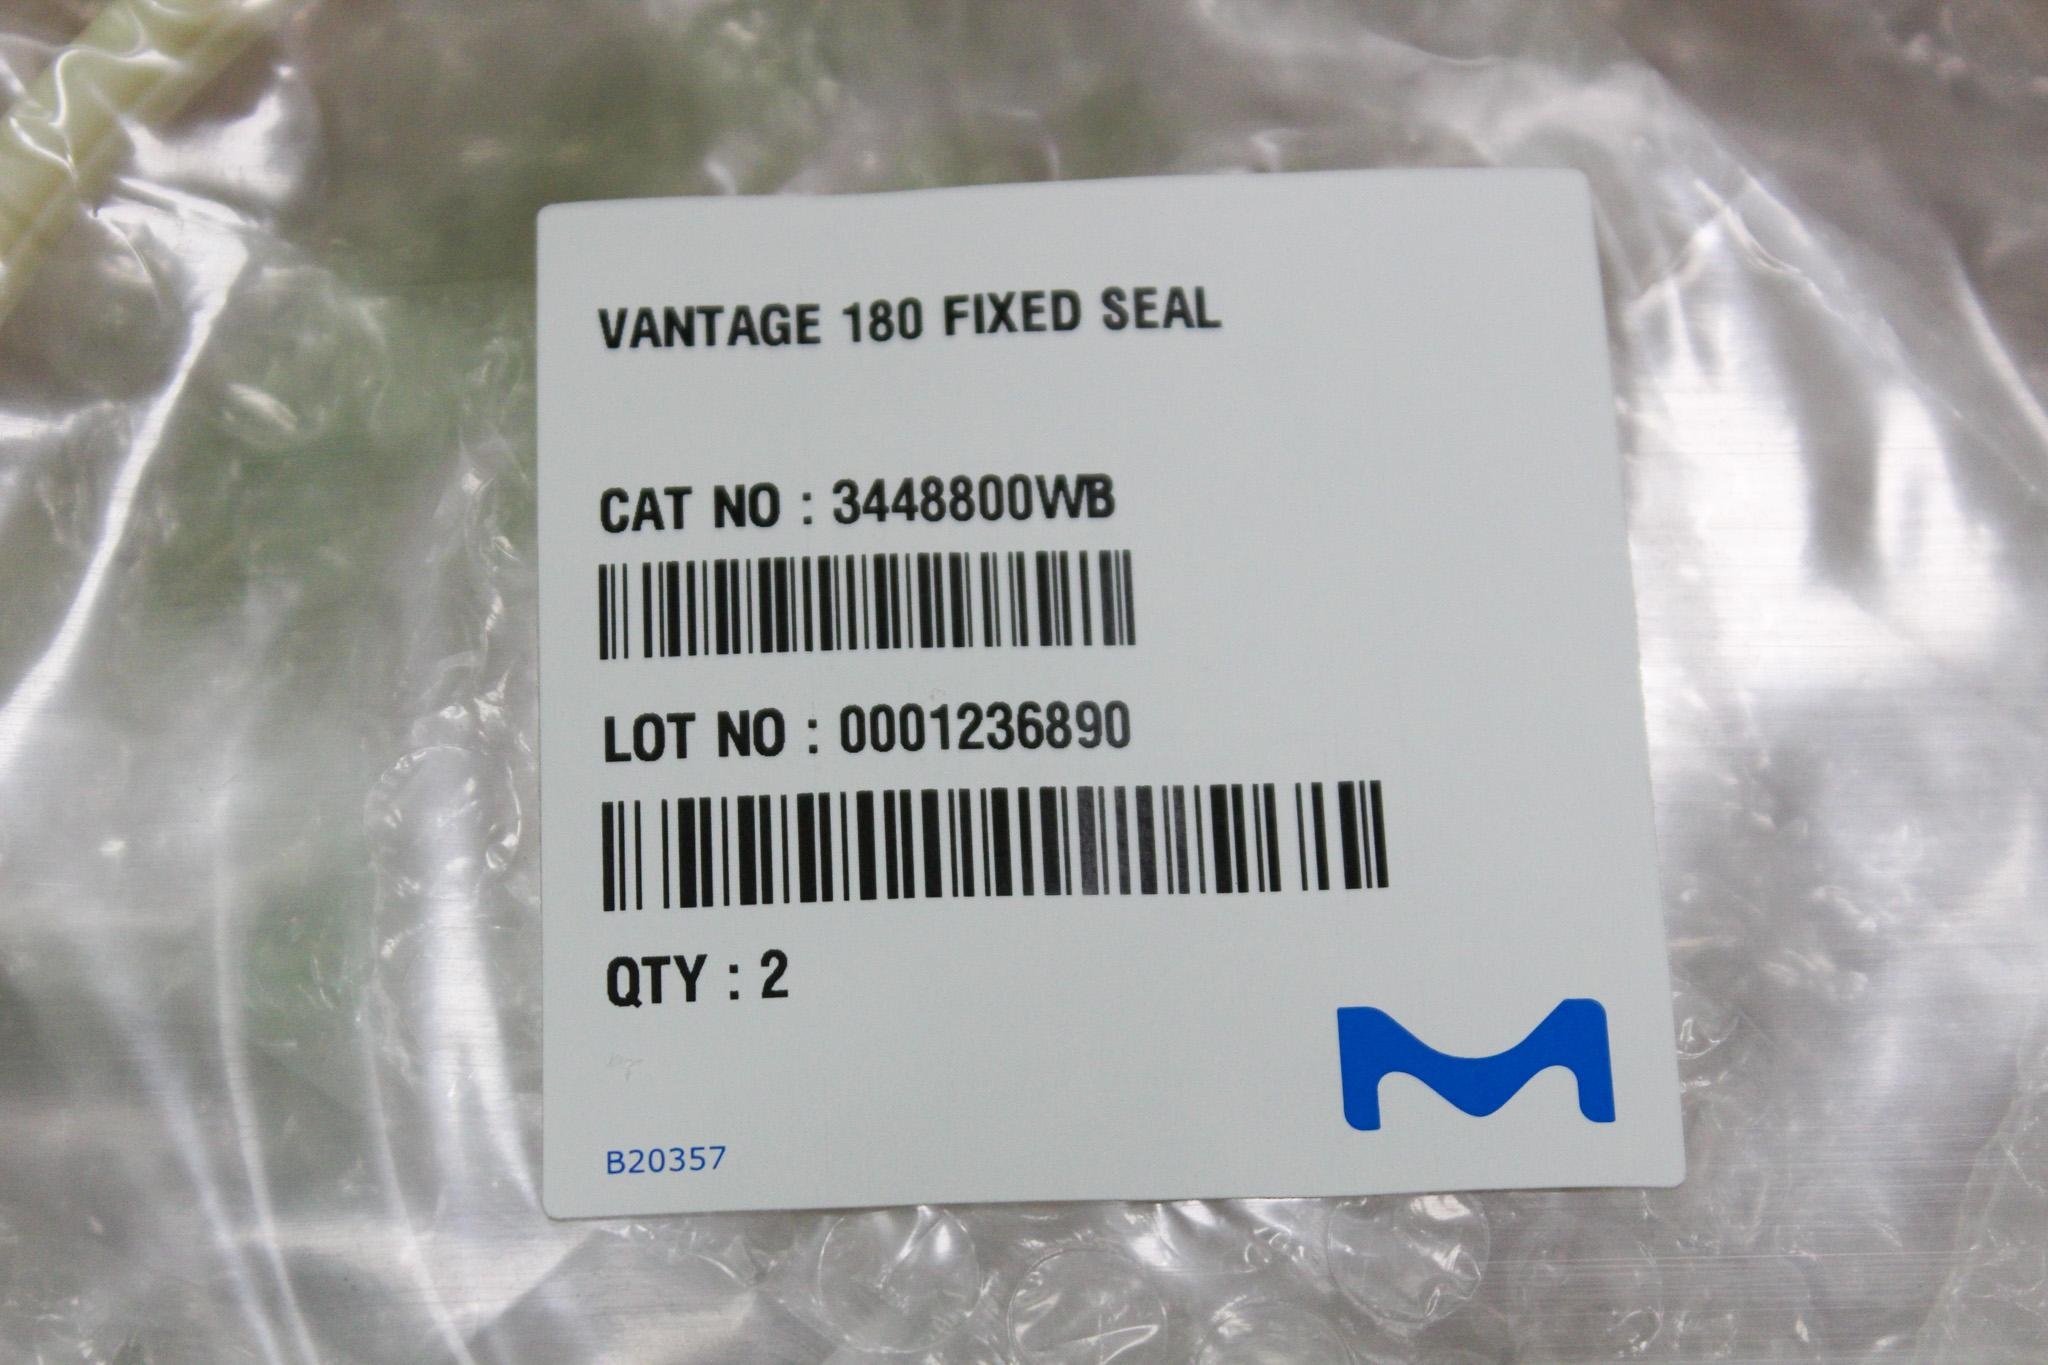 VANTAGE 180 FIXED SEAL
CAT NO : 3448800WB
LOT NO : 0001236890
QTY : 2
B20357
M